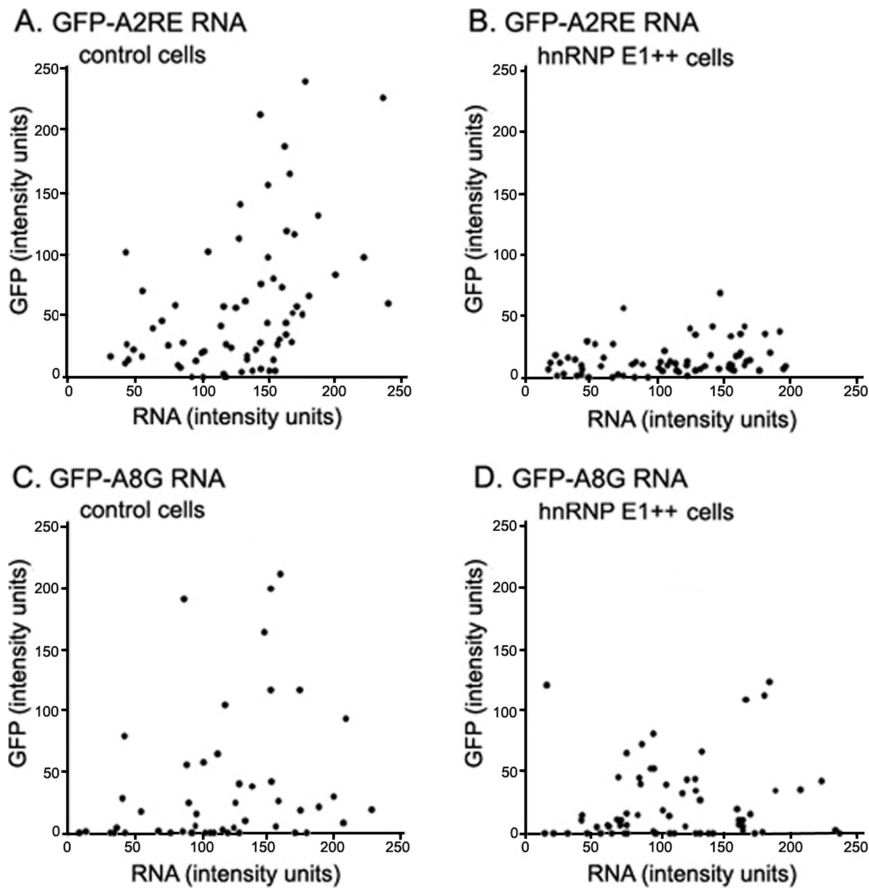 A. GFP-A2RE RNA
control cells
GFP (intensity units)
250
200
150
100
50
0
0 50 100 150 200 250
RNA (intensity units)
B. GFP-A2RE RNA
hnRNP E1++ cells
GFP (intensity units)
250
200
150
100
50
0
0 50 100 150 200 250
RNA (intensity units)
C. GFP-A8G RNA
control cells
GFP (intensity units)
250
200
150
100
50
0
0 50 100 150 200 250
RNA (intensity units)
D. GFP-A8G RNA
hnRNP E1++ cells
GFP (intensity units)
250
200
150
100
50
0
0 50 100 150 200 250
RNA (intensity units)